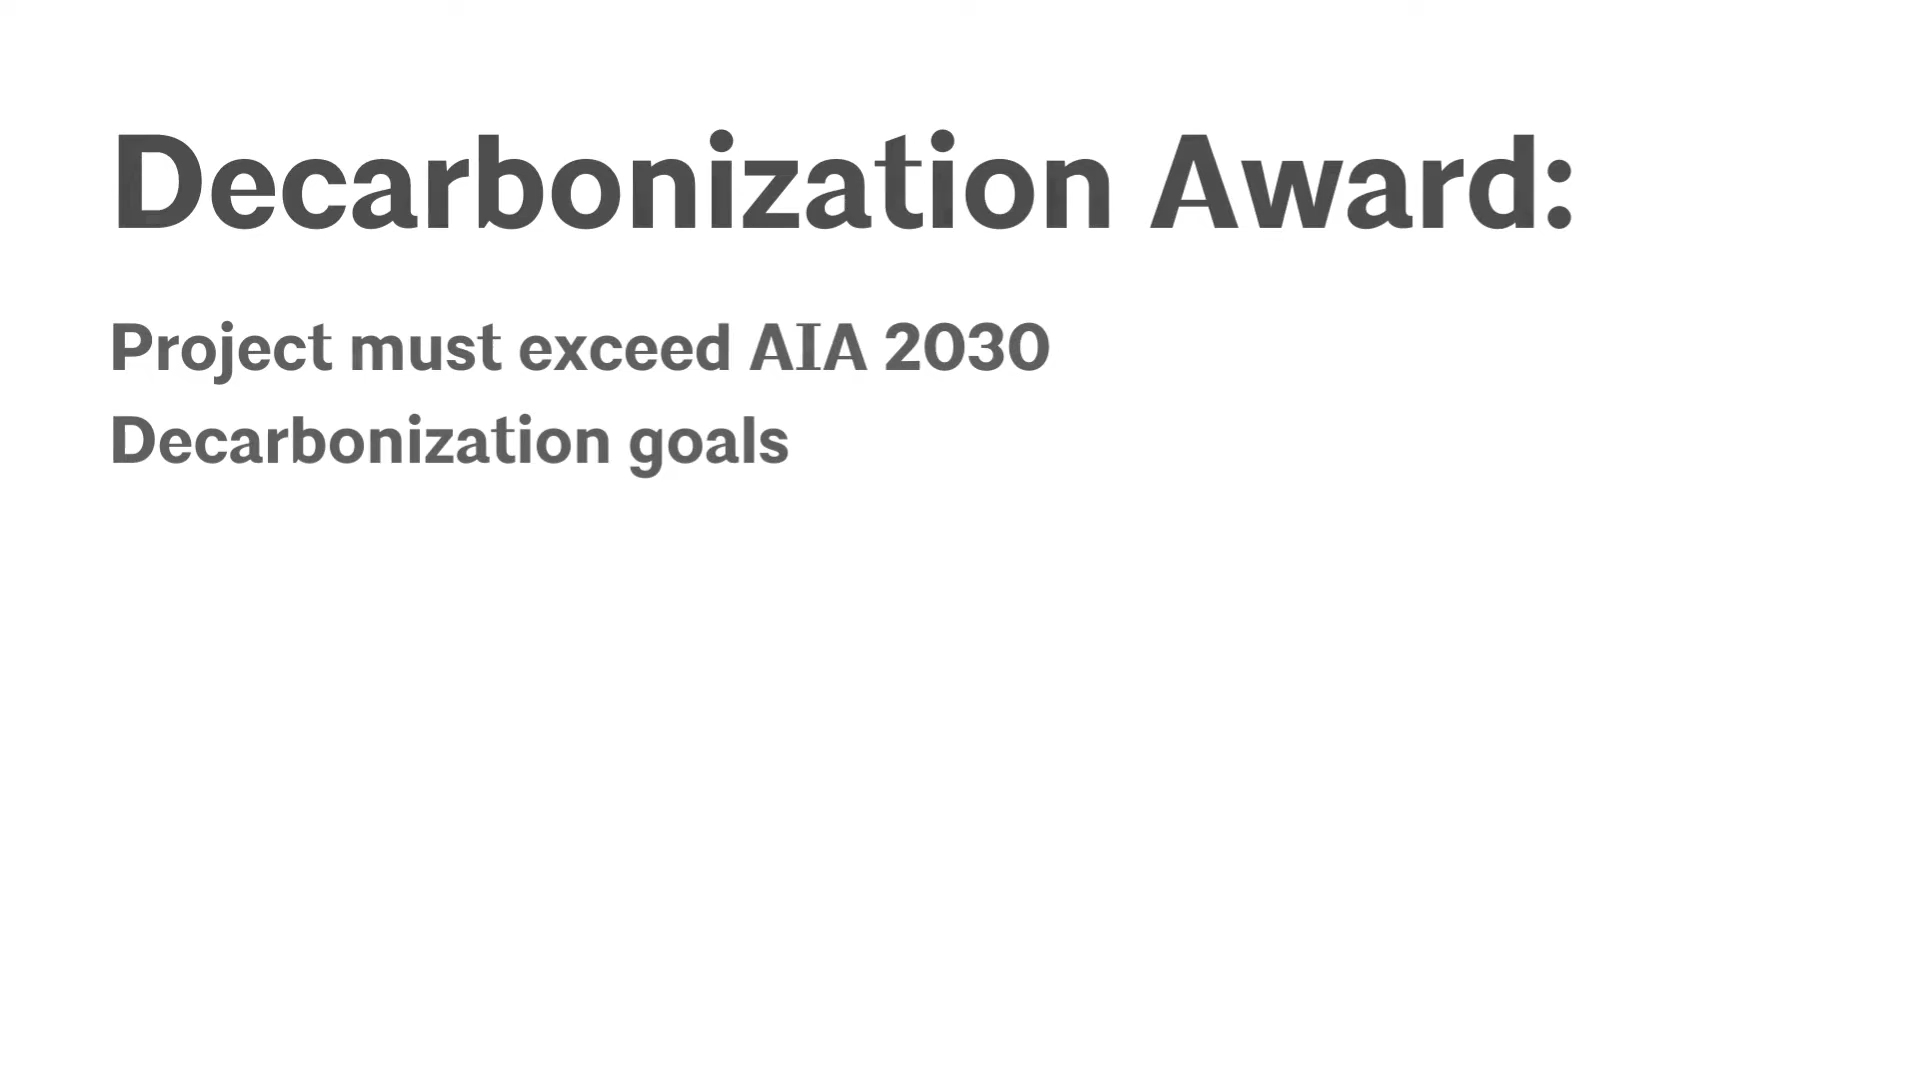 Decarbonization Award:
Project must exceed AIA 2030
Decarbonization goals